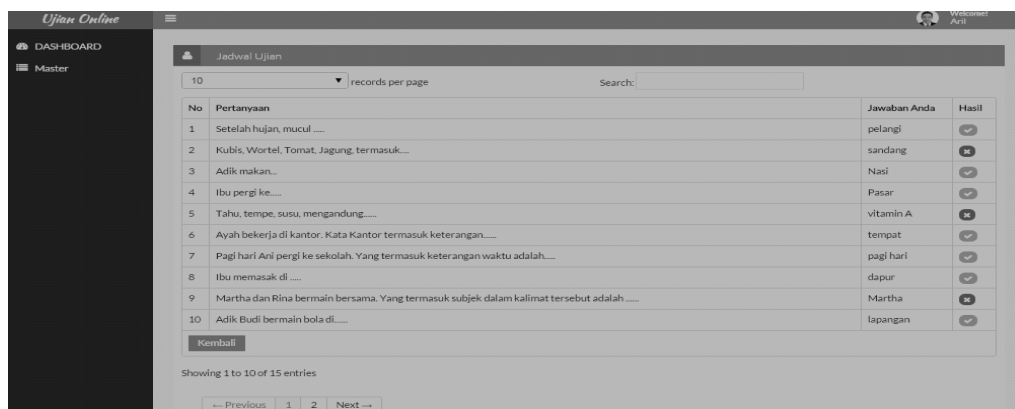 Ujian Online
Welcome!
Aril
DASHBOARD
Master
Jadwal Ujian
10 records per page Search:
No Pertanyaan Jawaban Anda Hasil
1 Setelah hujan, mucul .....
pelangi
2 Kubis, Wortel, Tomat, Jagung, termasuk....
sandang
3 Adik makan...
Nasi
4 Ibu pergi ke.....
Pasar
5 Tahu, tempe, susu, mengandung......
vitamin A
6 Ayah bekerja di kantor. Kata Kantor termasuk keterangan......
tempat
7 Pagi hari Ani pergi ke sekolah. Yang termasuk keterangan waktu adalah.....
pagi hari
8 Ibu memasak di .....
dapur
9 Martha dan Rina bermain bersama. Yang termasuk subjek dalam kalimat tersebut adalah ......
Martha
10 Adik Budi bermain bola di......
lapangan
Kembali
Showing 1 to 10 of 15 entries
← Previous 1 2 Next →